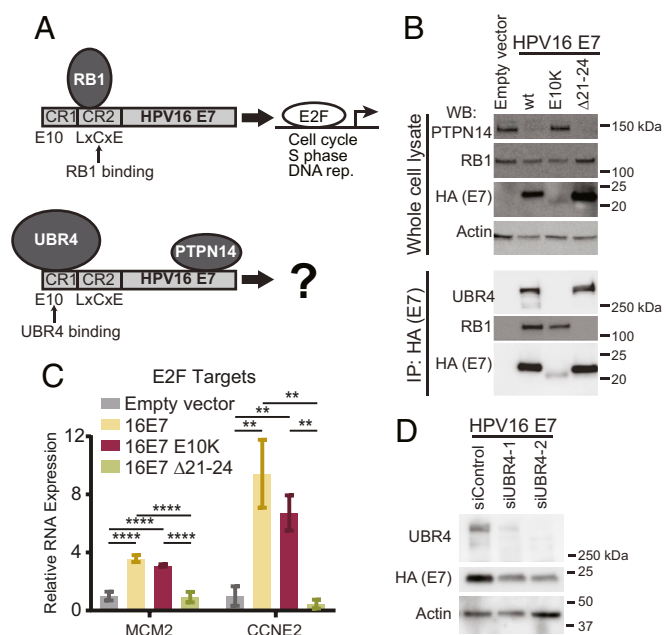 A
RB1
CR1 CR2 HPV16 E7
E10 LxCxE
RB1 binding
E2F
Cell cycle
S phase
DNA rep.
UBR4
PTPN14
CR1 CR2 HPV16 E7
E10 LxCxE
UBR4 binding
?
B
HPV16 E7
Empty vector
wt
E10K
Δ21-24
WB:
Whole cell lysate
PTPN14
150 kDa
RB1
100
HA (E7)
25
20
Actin
IP: HA (E7)
UBR4
250 kDa
RB1
100
HA (E7)
25
20
C
E2F Targets
Empty vector
16E7
16E7 E10K
16E7 Δ21-24
Relative RNA Expression
12
8
4
0
****
****
****
****
**
**
**
**
MCM2
CCNE2
D
HPV16 E7
siControl
siUBR4-1
siUBR4-2
UBR4
250 kDa
HA (E7)
25
Actin
50
37